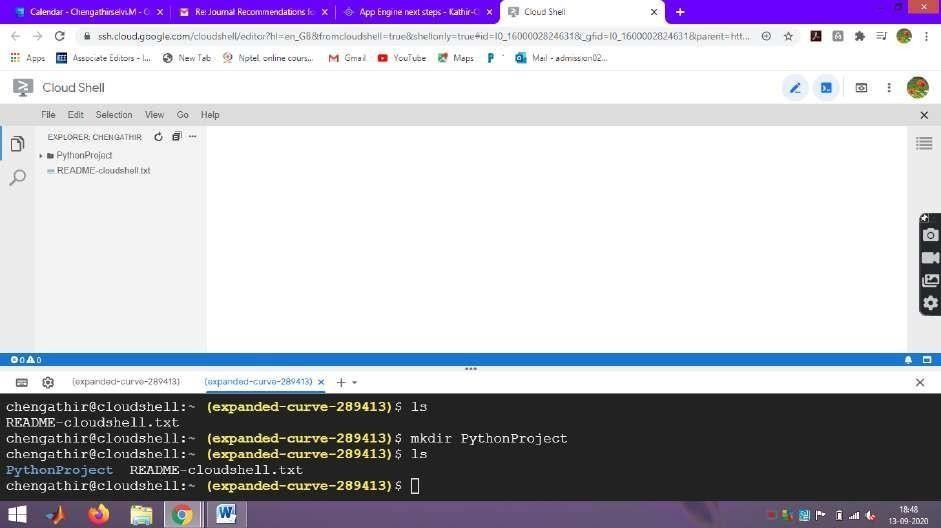 Calendar - Chengathirselvi.M - O
Re: Journal Recommendations fo
App Engine next steps - Kathir-C
Cloud Shell
ssh.cloud.google.com/cloudshell/editor?hl=en_GB&fromcloudshell=true&shellonly=true#id=I0_1600002824631&_gfid=I0_1600002824631&parent=htt...
Apps
Associate Editors - I...
New Tab
Nptel, online cours...
Gmail
YouTube
Maps
P
Mail - admission02...
Cloud Shell
File Edit Selection View Go Help
EXPLORER: CHENGATHIR
PythonProject
README-cloudshell.txt
0 0
(expanded-curve-289413) (expanded-curve-289413)
chengathir@cloudshell:~ (expanded-curve-289413)$ ls
README-cloudshell.txt
chengathir@cloudshell:~ (expanded-curve-289413)$ mkdir PythonProject
chengathir@cloudshell:~ (expanded-curve-289413)$ ls
PythonProject README-cloudshell.txt
chengathir@cloudshell:~ (expanded-curve-289413)$
18:48
13-09-2020